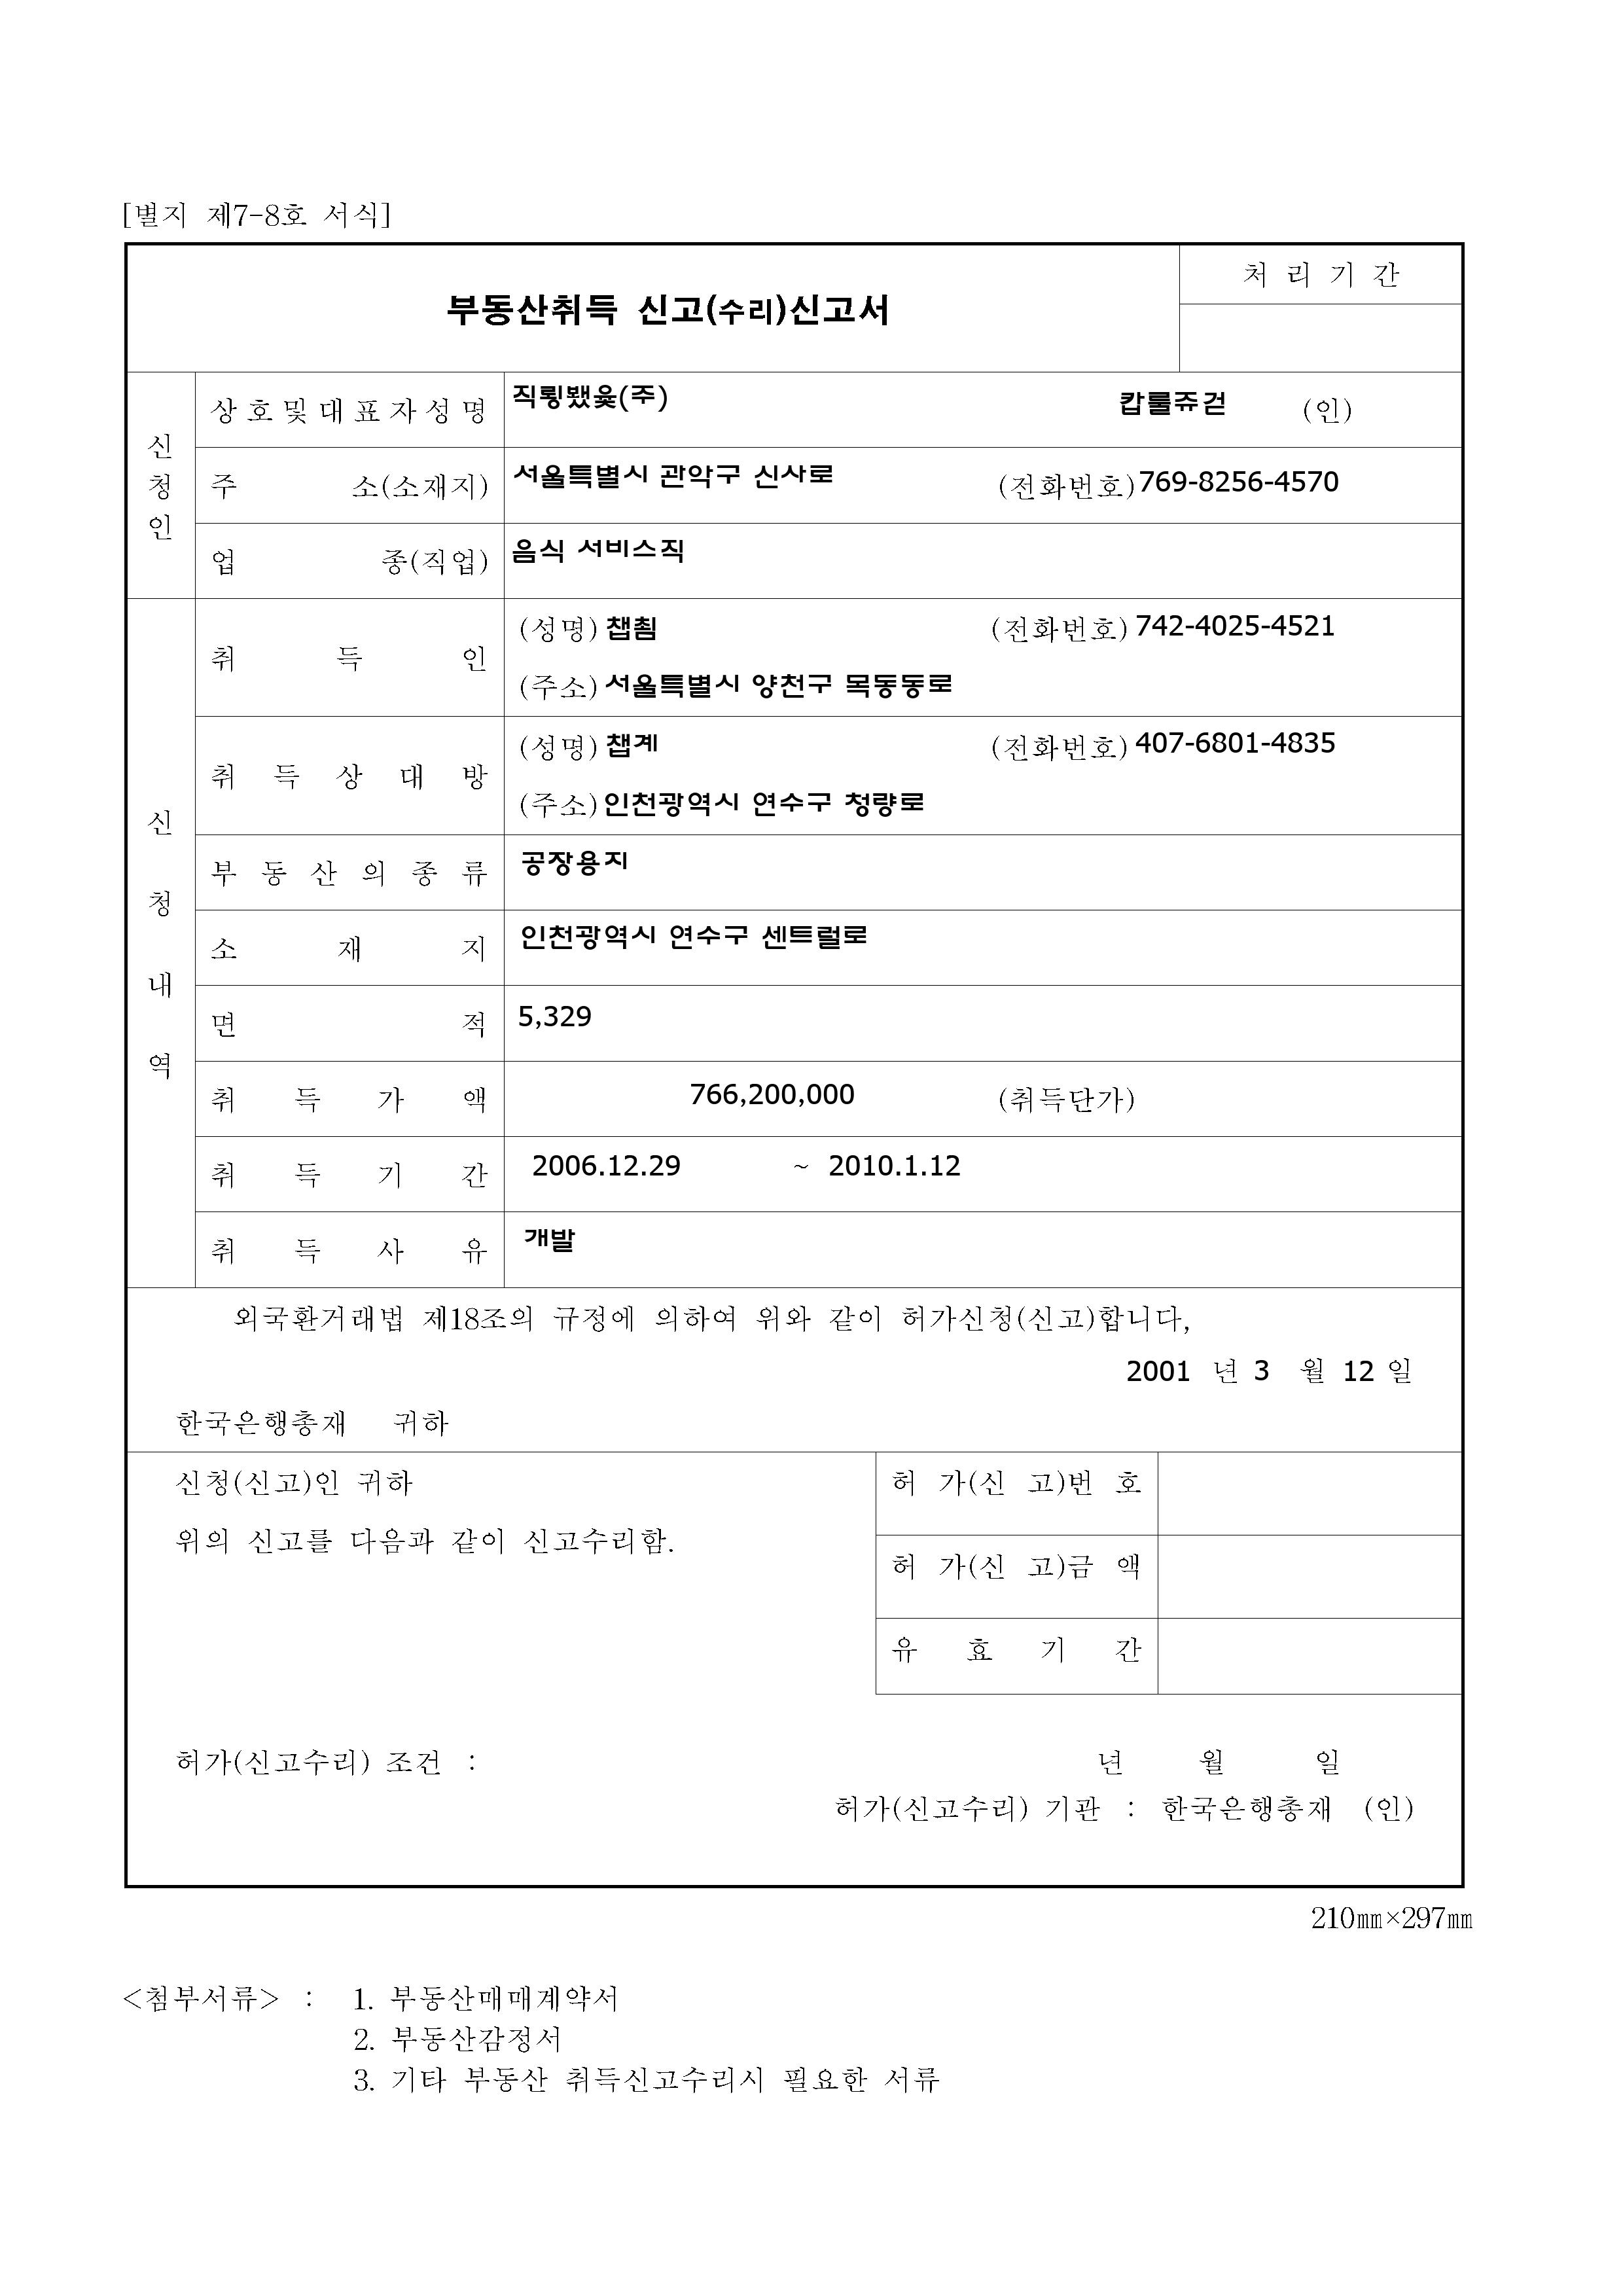 [별지 제7-8호 서식]
부동산취득 신고(수리)신고서
처 리 기 간
신청인
상호및대표자성명 (주) 캅룰쥬걷 (인)
주 소(소재지) 서울특별시 관악구 신사로 (전화번호) 769-8256-4570
업 종(직업) 음식 서비스직
신청내역
취 득 인
(성명) 챕쵬 (전화번호) 742-4025-4521
(주소) 서울특별시 양천구 목동동로
취 득 상 대 방
(성명) 챕계 (전화번호) 407-6801-4835
(주소) 인천광역시 연수구 청량로
부 동 산 의 종 류 공장용지
소 재 지 인천광역시 연수구 센트럴로
면 적 5,329
취 득 가 액 766,200,000 (취득단가)
취 득 기 간 2006.12.29 ~ 2010.1.12
취 득 사 유 개발
외국환거래법 제18조의 규정에 의하여 위와 같이 허가신청(신고)합니다,
2001 년 3 월 12 일
한국은행총재 귀하
신청(신고)인 귀하
위의 신고를 다음과 같이 신고수리함.
허 가(신 고)번 호
허 가(신 고)금 액
유 효 기 간
허가(신고수리) 조건 : 년 월 일
허가(신고수리) 기관 : 한국은행총재 (인)
210㎜×297㎜
<첨부서류> : 1. 부동산매매계약서
2. 부동산감정서
3. 기타 부동산 취득신고수리시 필요한 서류